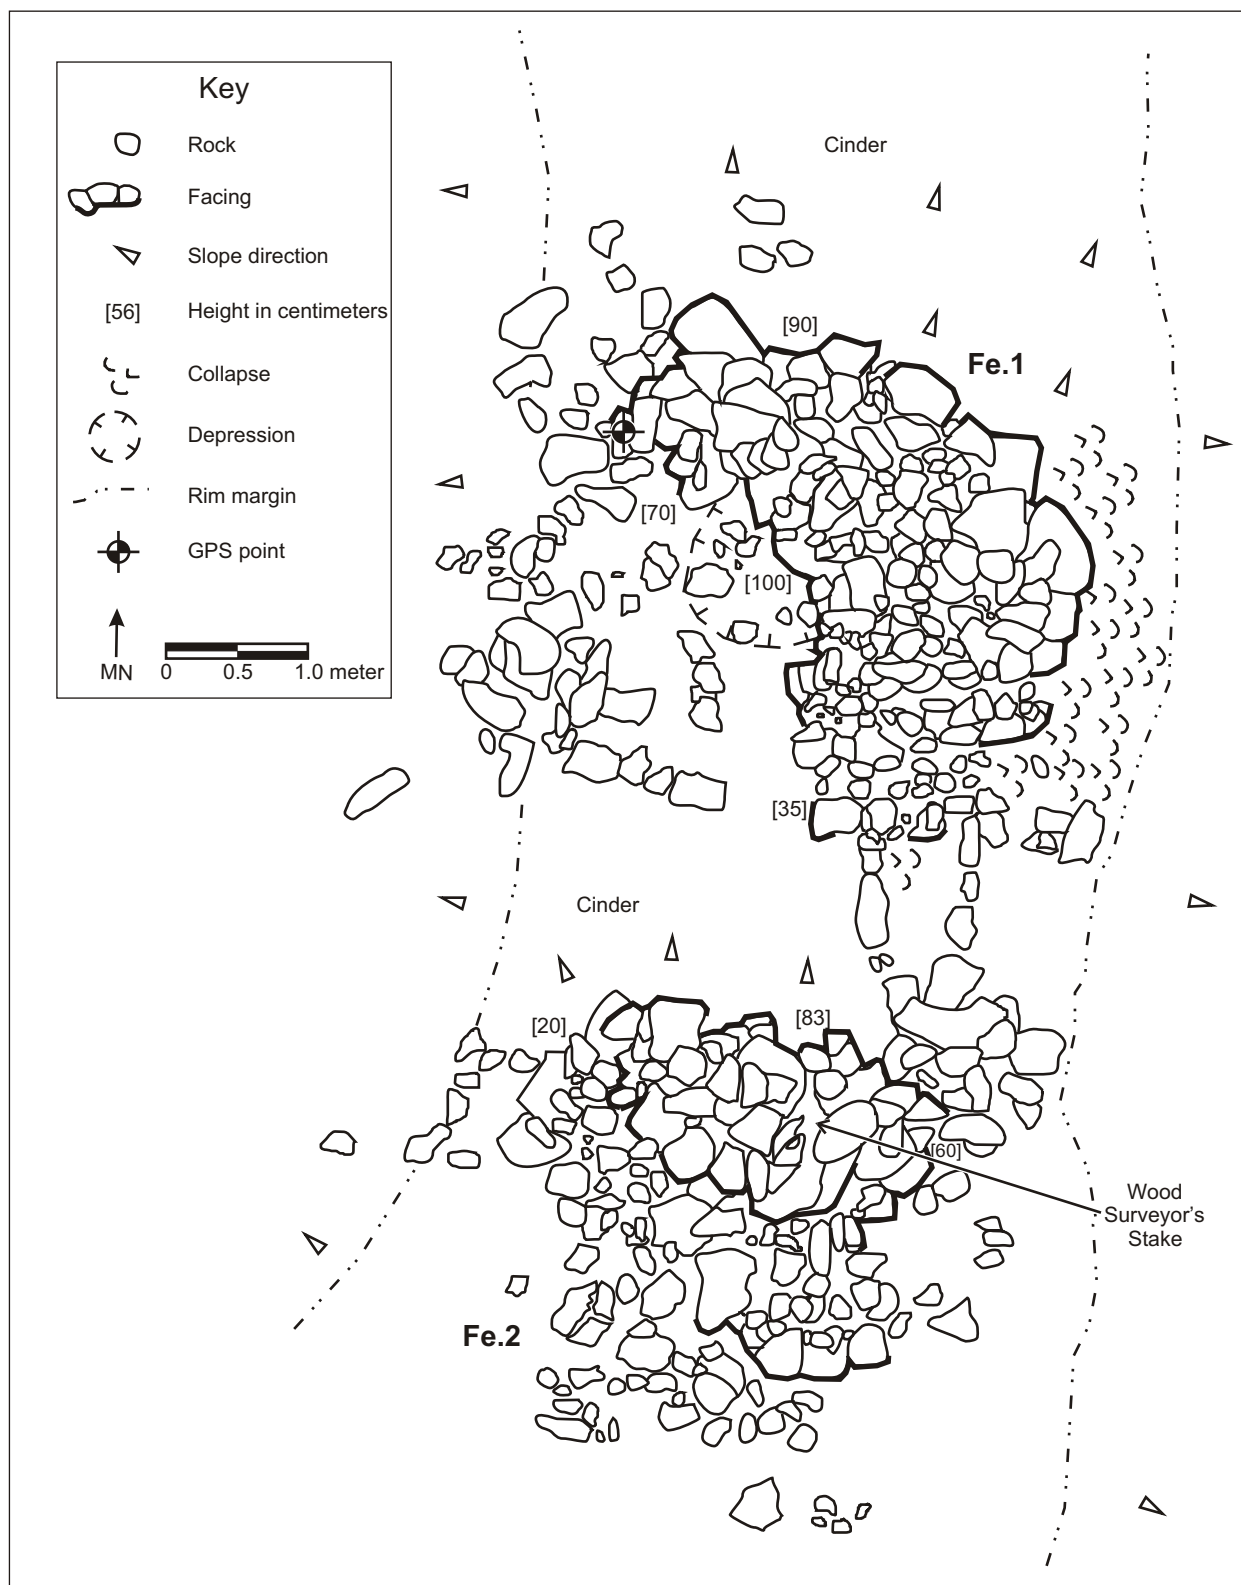 Key
Rock
Facing
Slope direction
[56] Height in centimeters
Collapse
Depression
Rim margin
GPS point
MN
0 0.5 1.0 meter
Cinder
[90]
Fe.1
[70]
[100]
[35]
Cinder
[20]
[83]
[60]
Wood
Surveyor's
Stake
Fe.2